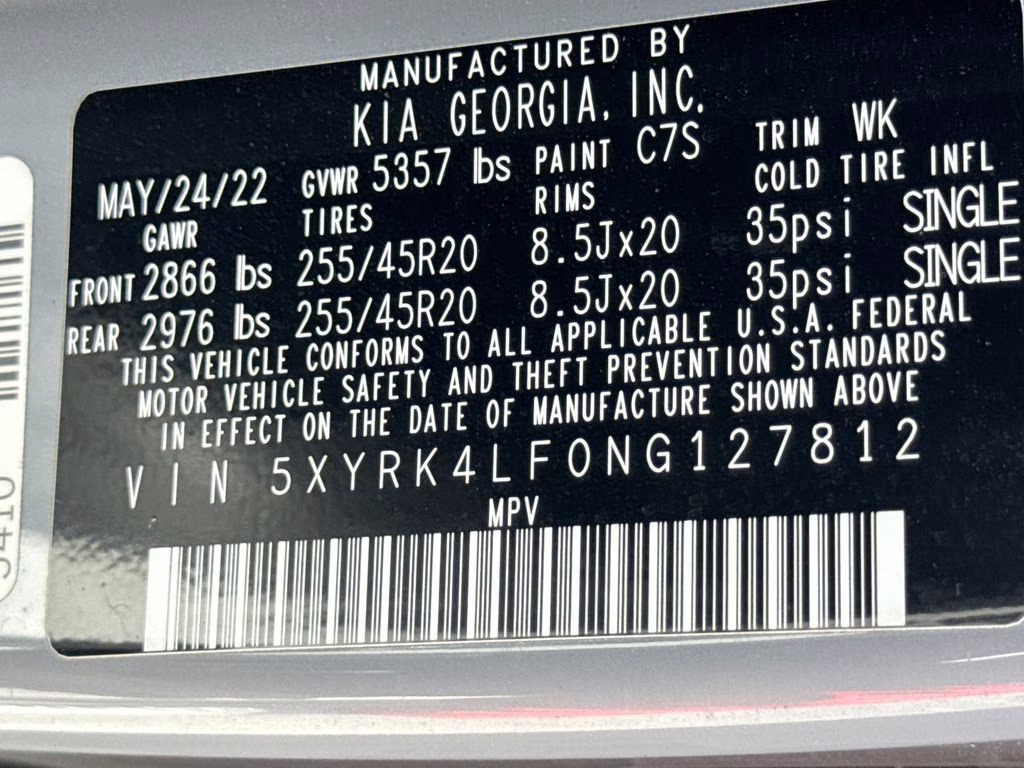 MANUFACTURED BY
KIA GEORGIA, INC.
MAY/24/22 GVWR 5357 lbs PAINT C7S TRIM WK
GAWR TIRES RIMS COLD TIRE INFL
FRONT 2866 lbs 255/45R20 8.5Jx20 35psi SINGLE
REAR 2976 lbs 255/45R20 8.5Jx20 35psi SINGLE
THIS VEHICLE CONFORMS TO ALL APPLICABLE U.S.A. FEDERAL
MOTOR VEHICLE SAFETY AND THEFT PREVENTION STANDARDS
IN EFFECT ON THE DATE OF MANUFACTURE SHOWN ABOVE
VIN 5XYRK4LF0NG127812
MPV